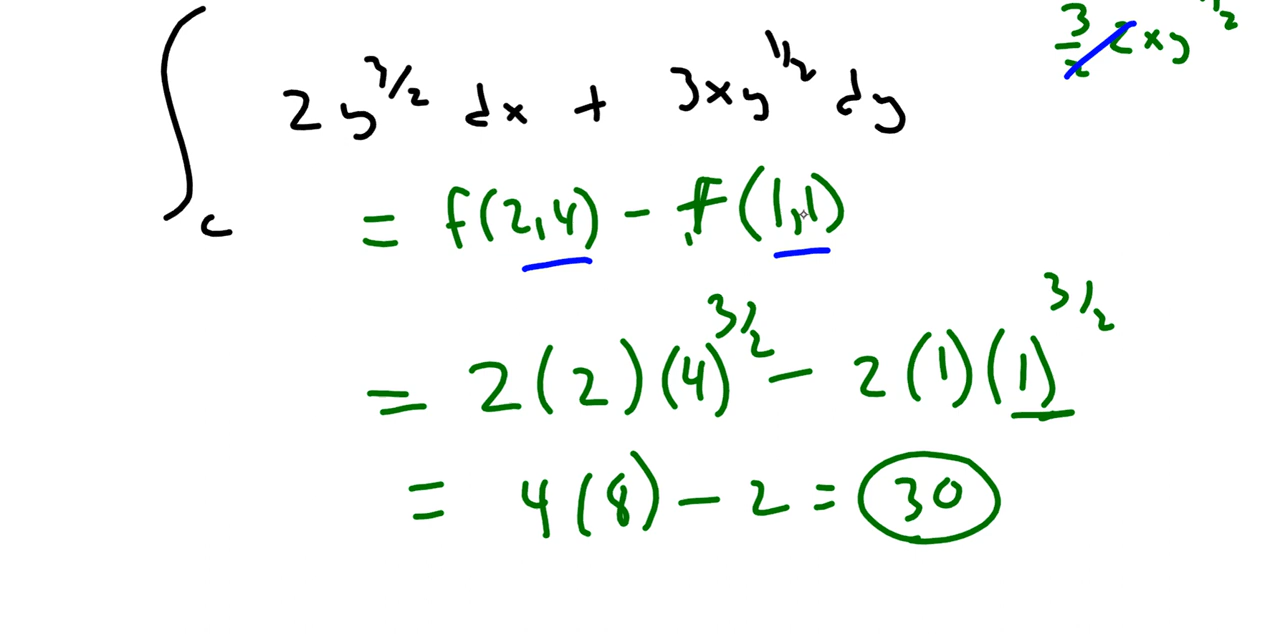 ∫_C 2y^{3/2} dx + 3xy^{1/2} dy
3/2 2xy^{1/2}
= f(2,4) - f(1,1)
= 2(2)(4)^{3/2} - 2(1)(1)^{3/2}
= 4(8) - 2 = 30